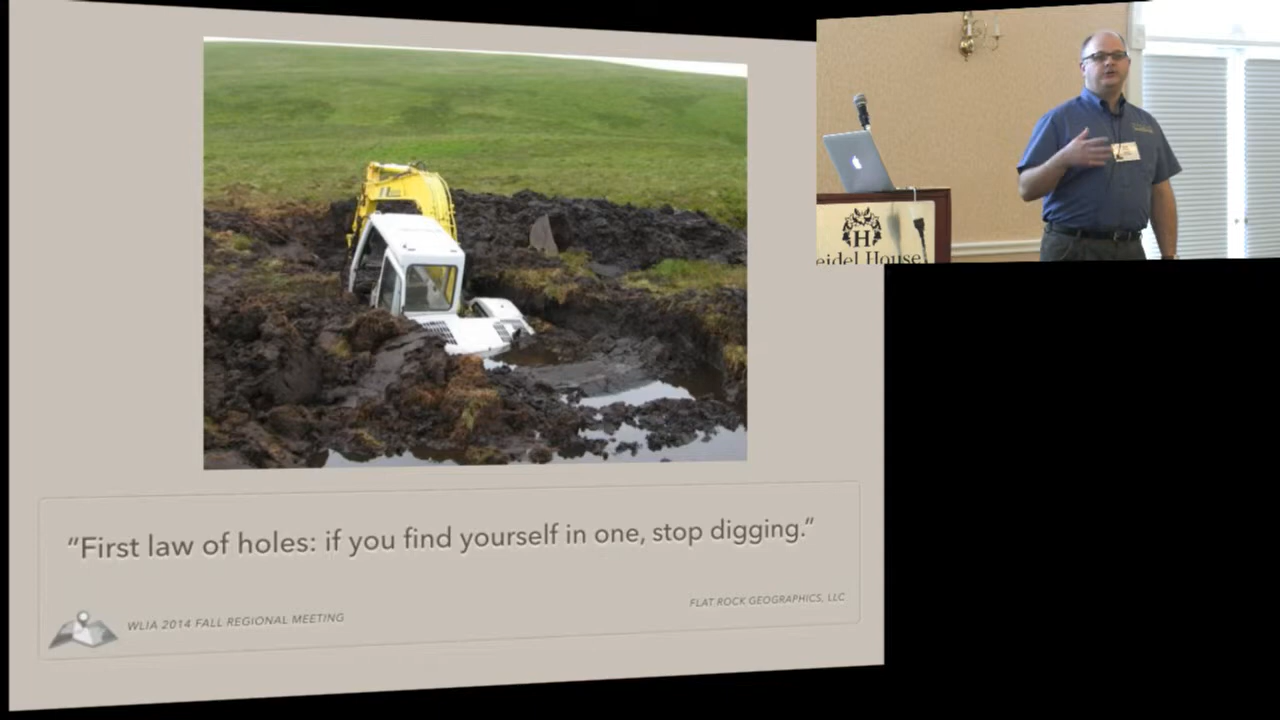 “First law of holes: if you find yourself in one, stop digging.”
WLIA 2014 FALL REGIONAL MEETING
FLAT ROCK GEOGRAPHICS, LLC
H
eidel House